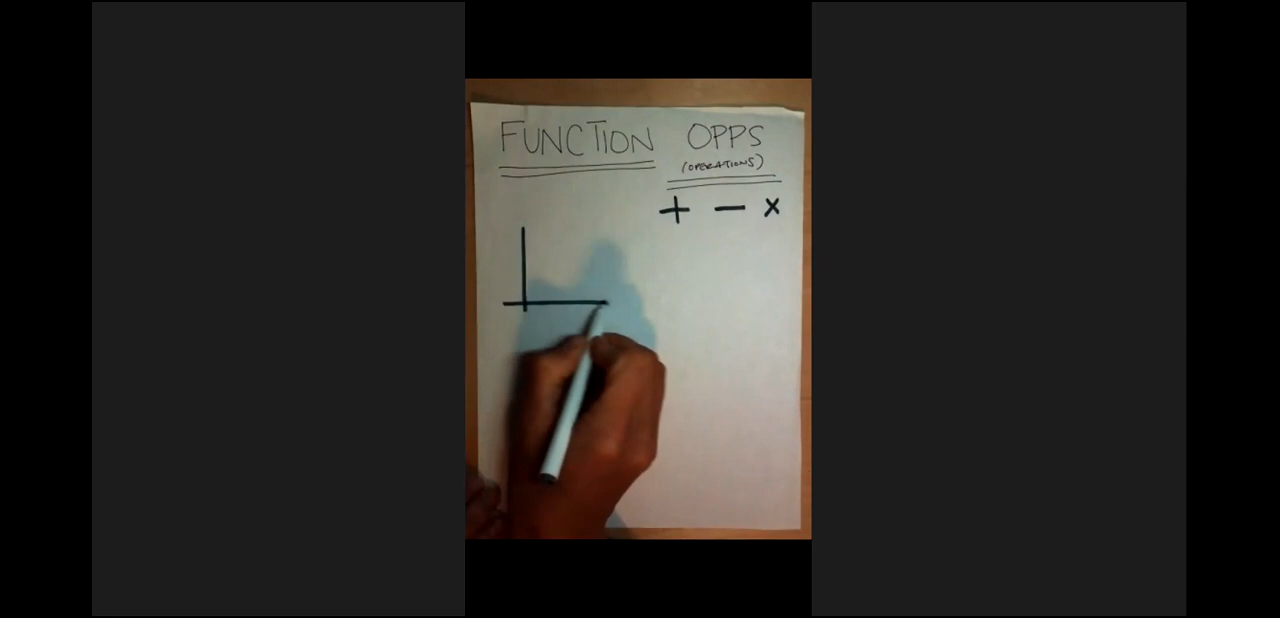 FUNCTION OPPS
(OPERATIONS)
+ − ×